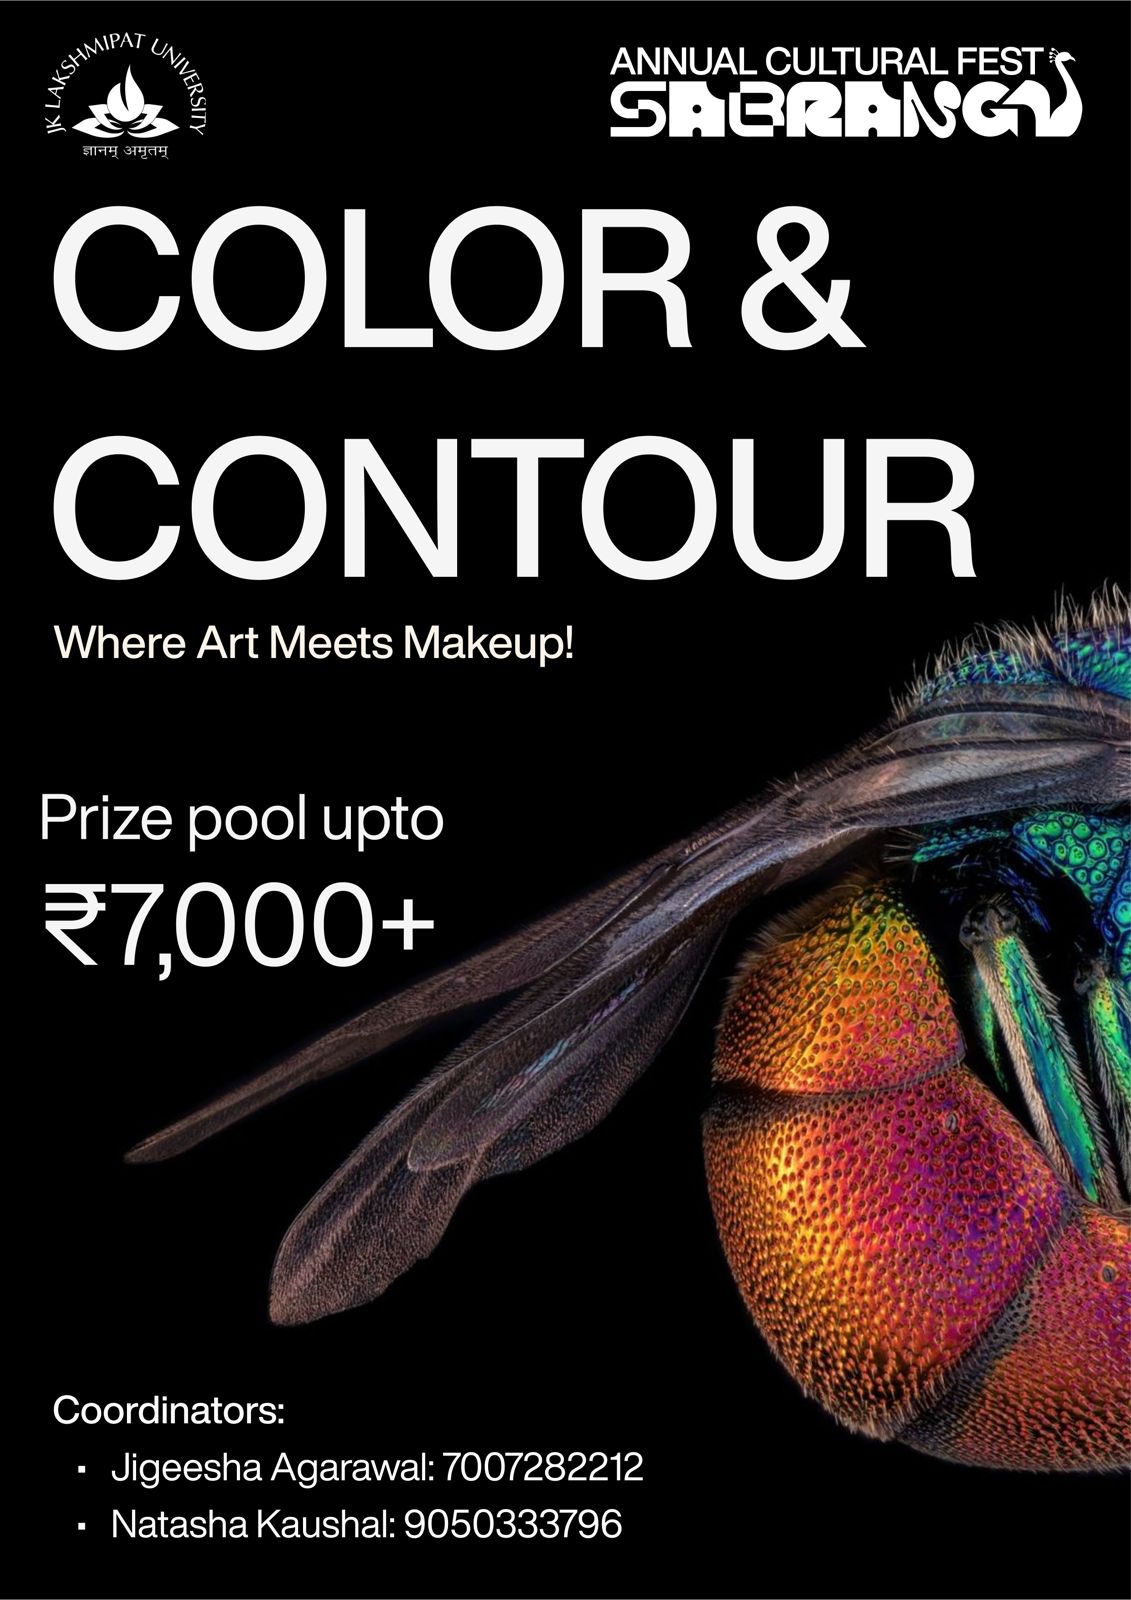 JK LAKSHMIPAT UNIVERSITY
ज्ञानम् अमृतम्
ANNUAL CULTURAL FEST
SABRANG
COLOR &
CONTOUR
Where Art Meets Makeup!
Prize pool upto
₹7,000+
Coordinators:
▪ Jigeesha Agarawal: 7007282212
▪ Natasha Kaushal: 9050333796